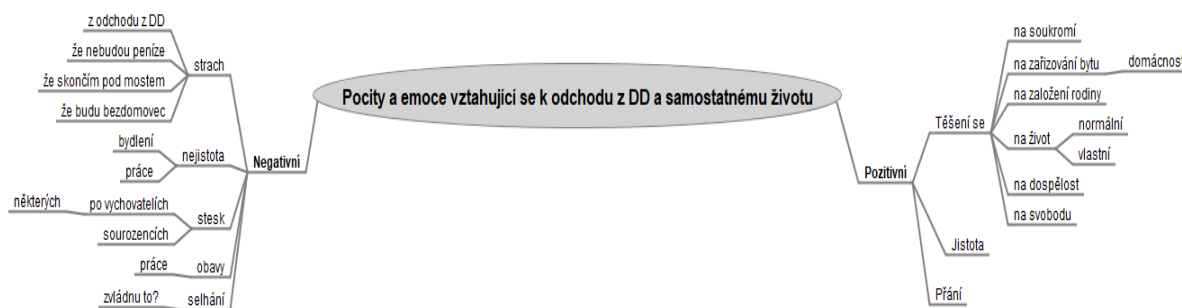 Pocity a emoce vztahující se k odchodu z DD a samostatnému životu
Negativní
strach
z odchodu z DD
že nebudou peníze
že skončím pod mostem
že budu bezdomovec
nejistota
bydlení
práce
stesk
po vychovatelích
některých
sourozencích
obavy
práce
selhání
zvládnu to?
Pozitivní
Těšení se
na soukromí
na zařizování bytu
domácnost
na založení rodiny
na život
normální
vlastní
na dospělost
na svobodu
Jistota
Přání